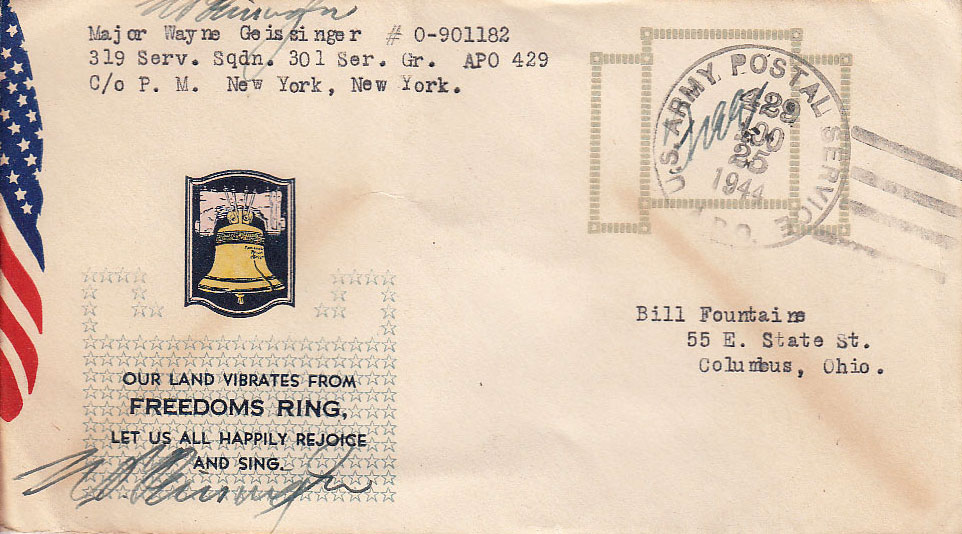 Major Wayne Geissinger # O-901182
319 Serv. Sqdn. 301 Ser. Gr. APO 429
C/o P. M. New York, New York.
U.S. ARMY POSTAL SERVICE
429
OCT
25
1944
A.P.O.
Free
Bill Fountaine
55 E. State St.
Columbus, Ohio.
OUR LAND VIBRATES FROM
FREEDOMS RING,
LET US ALL HAPPILY REJOICE
AND SING.